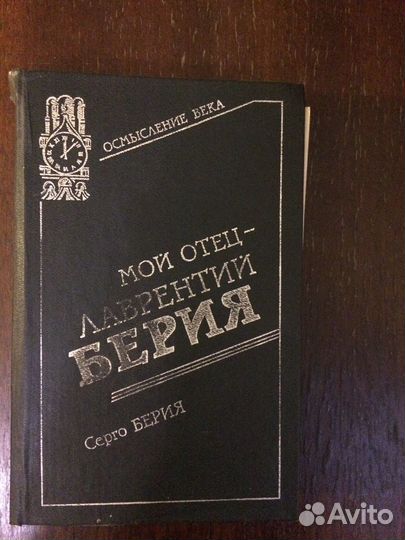 ОСМЫСЛЕНИЕ ВЕКА
МОЙ ОТЕЦ–
ЛАВРЕНТИЙ
БЕРИЯ
Серго БЕРИЯ
Avito